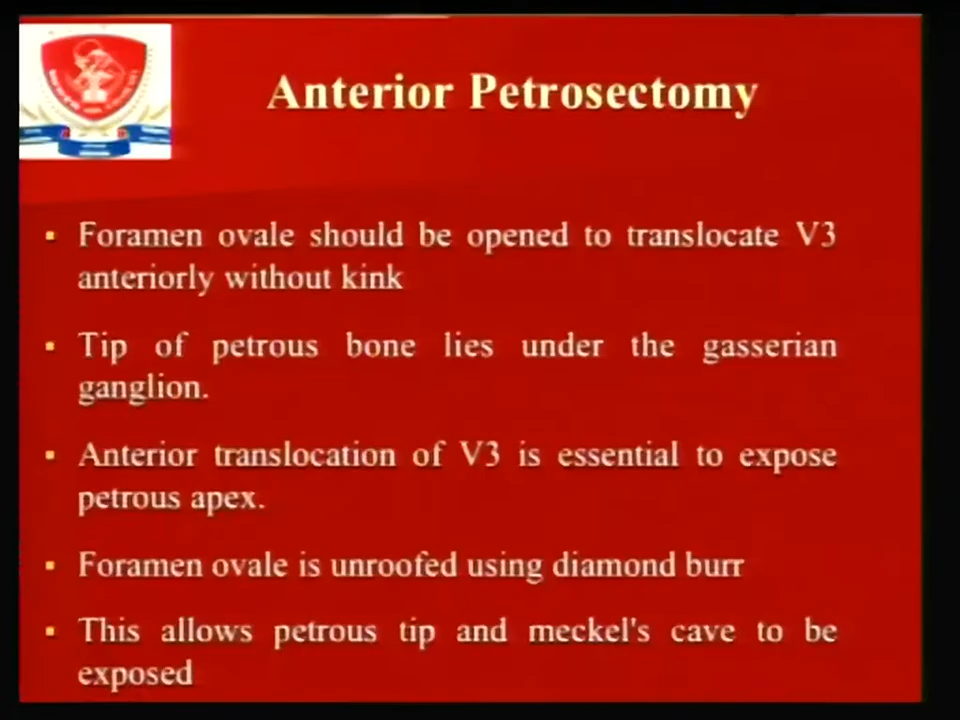 Anterior Petrosectomy
▪ Foramen ovale should be opened to translocate V3
anteriorly without kink
▪ Tip of petrous bone lies under the gasserian
ganglion.
▪ Anterior translocation of V3 is essential to expose
petrous apex.
▪ Foramen ovale is unroofed using diamond burr
▪ This allows petrous tip and meckel's cave to be
exposed